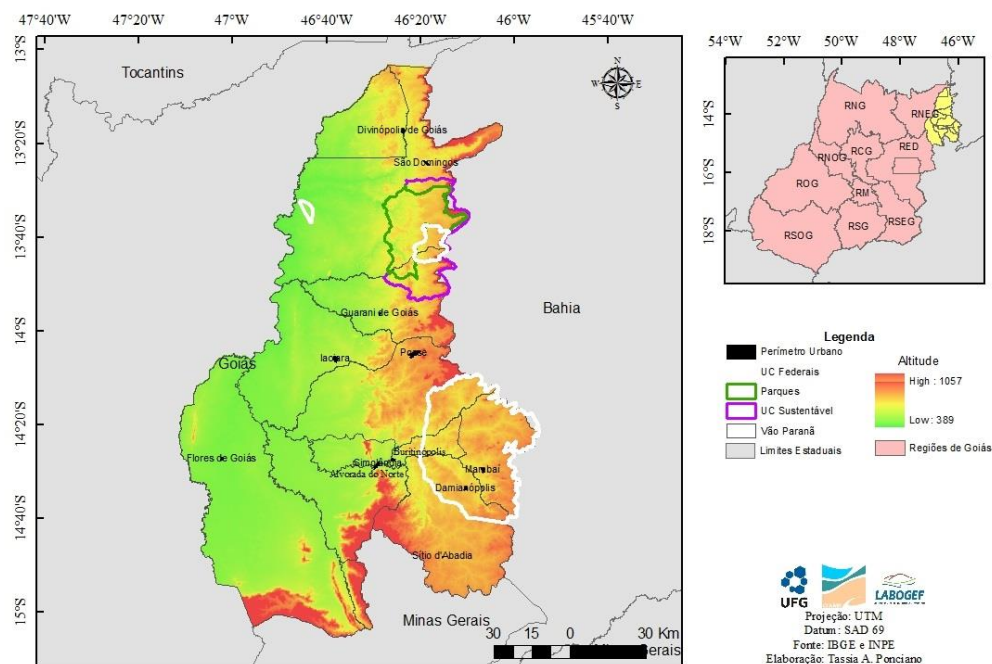 47°40'W 47°20'W 47°W 46°40'W 46°20'W 46°W 45°40'W
13°S
13°20'S
13°40'S
14°S
14°20'S
14°40'S
15°S
Tocantins
N
W E
S
Divinópolis de Goiás
São Domingos
Bahia
Guarani de Goiás
Iaciara
Posse
Goiás
Flores de Goiás
Buritinópolis
Simolândia
Alvorada do Norte
Mambaí
Damianópolis
Sítio d'Abadia
Minas Gerais
30 15 0 30 Km
Gerais
54°W 52°W 50°W 48°W 46°W
14°S
16°S
18°S
RNG
RNEG
RCG
RED
RNOG
ROG
RM
RSOG
RSG
RSEG
Legenda
Perímetro Urbano
UC Federais
Parques
UC Sustentável
Vão Paranã
Limites Estaduais
Altitude
High : 1057
Low : 389
Regiões de Goiás
UFG
LABOGEF
Projeção: UTM
Datum: SAD 69
Fonte: IBGE e INPE
Elaboração: Tassia A. Ponciano